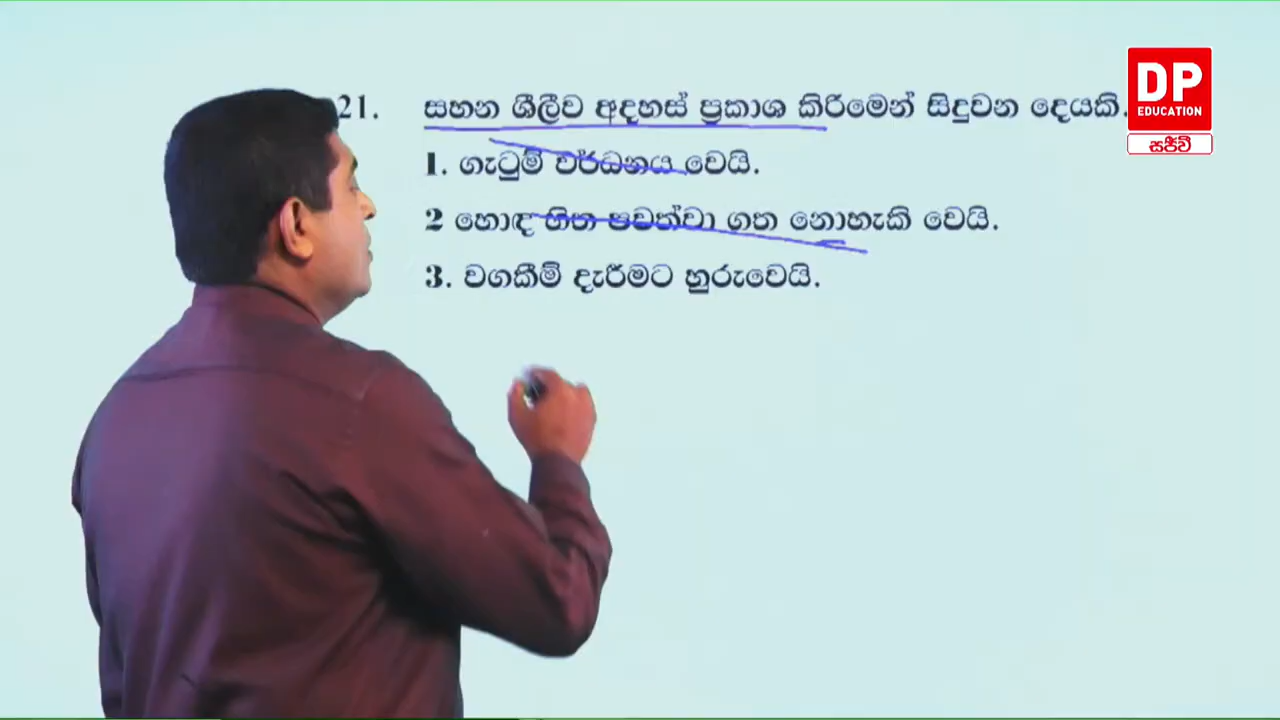 21. සහන ශීලීව අදහස් ප්‍රකාශ කිරීමෙන් සිදුවන දෙයකි.
1. ගැටුම් වර්ධනය වෙයි.
2 හොඳ හිත පවත්වා ගත නොහැකි වෙයි.
3. වගකීම් දැරීමට හුරුවෙයි.
DP
EDUCATION
සජීවී